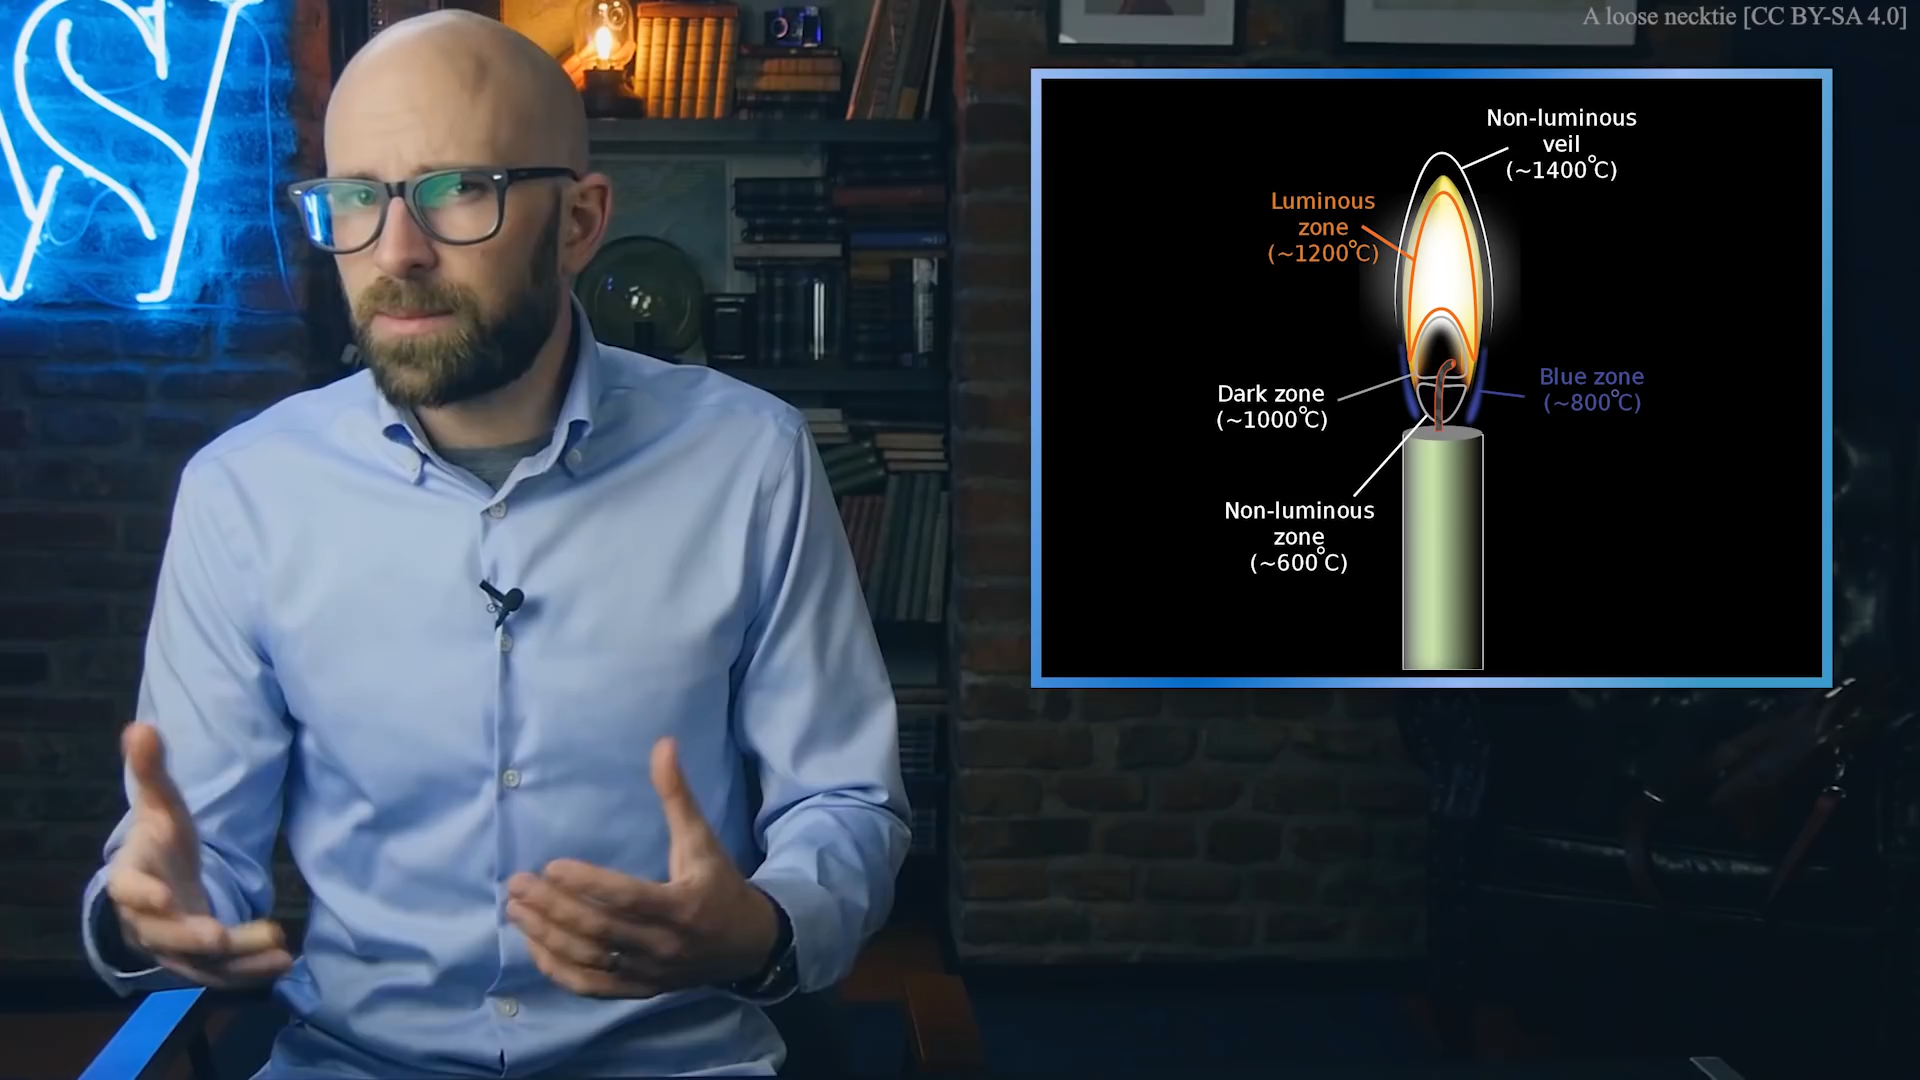 A loose necktie [CC BY-SA 4.0]
S
Non-luminous
veil
(~1400°C)
Luminous
zone
(~1200°C)
Dark zone
(~1000°C)
Blue zone
(~800°C)
Non-luminous
zone
(~600°C)